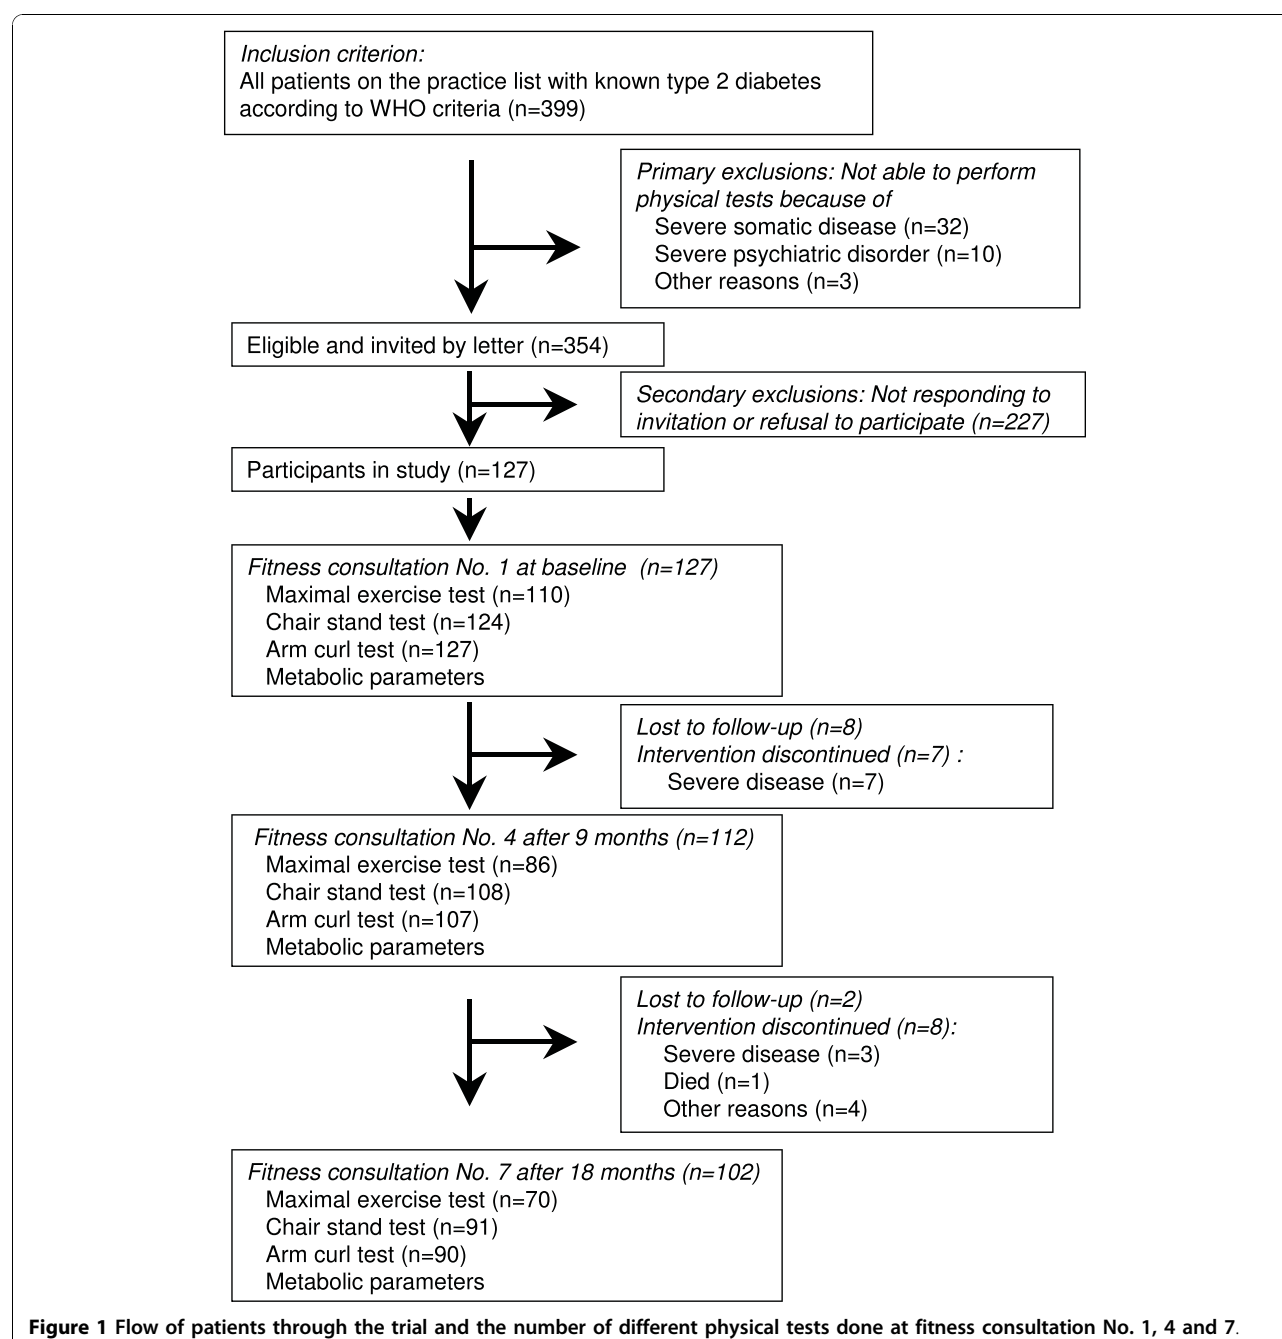 Inclusion criterion:
All patients on the practice list with known type 2 diabetes
according to WHO criteria (n=399)
Primary exclusions: Not able to perform
physical tests because of
Severe somatic disease (n=32)
Severe psychiatric disorder (n=10)
Other reasons (n=3)
Eligible and invited by letter (n=354)
Secondary exclusions: Not responding to
invitation or refusal to participate (n=227)
Participants in study (n=127)
Fitness consultation No. 1 at baseline (n=127)
Maximal exercise test (n=110)
Chair stand test (n=124)
Arm curl test (n=127)
Metabolic parameters
Lost to follow-up (n=8)
Intervention discontinued (n=7) :
Severe disease (n=7)
Fitness consultation No. 4 after 9 months (n=112)
Maximal exercise test (n=86)
Chair stand test (n=108)
Arm curl test (n=107)
Metabolic parameters
Lost to follow-up (n=2)
Intervention discontinued (n=8):
Severe disease (n=3)
Died (n=1)
Other reasons (n=4)
Fitness consultation No. 7 after 18 months (n=102)
Maximal exercise test (n=70)
Chair stand test (n=91)
Arm curl test (n=90)
Metabolic parameters
Figure 1 Flow of patients through the trial and the number of different physical tests done at fitness consultation No. 1, 4 and 7.